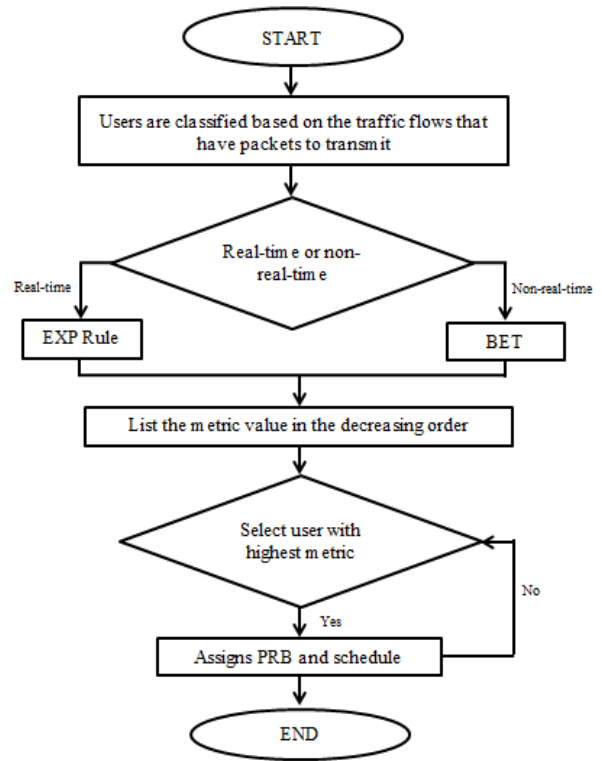 START
Users are classified based on the traffic flows that
have packets to transmit
Real-time or non-
real-time
Real-time
Non-real-time
EXP Rule
BET
List the metric value in the decreasing order
Select user with
highest metric
No
Yes
Assigns PRB and schedule
END